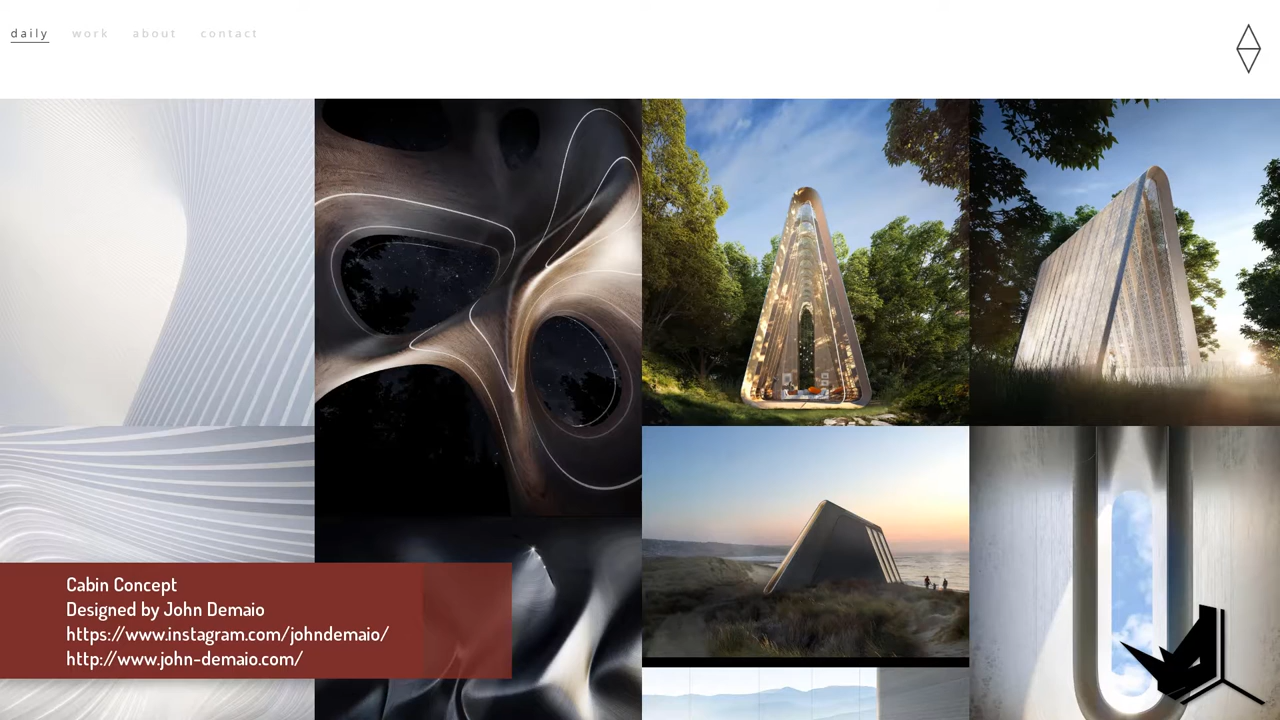 daily work about contact
Cabin Concept
Designed by John Demaio
https://www.instagram.com/johndemaio/
http://www.john-demaio.com/